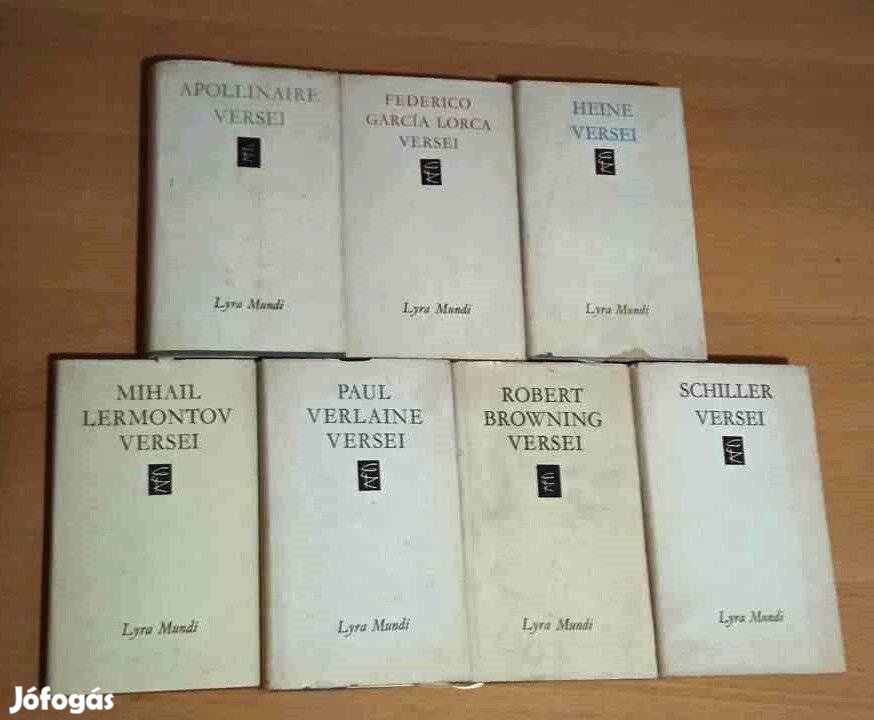 APOLLINAIRE
VERSEI
Lyra Mundi
FEDERICO
GARCÍA LORCA
VERSEI
Lyra Mundi
HEINE
VERSEI
Lyra Mundi
MIHAIL
LERMONTOV
VERSEI
Lyra Mundi
PAUL
VERLAINE
VERSEI
Lyra Mundi
ROBERT
BROWNING
VERSEI
Lyra Mundi
SCHILLER
VERSEI
Lyra Mundi
Jófogás